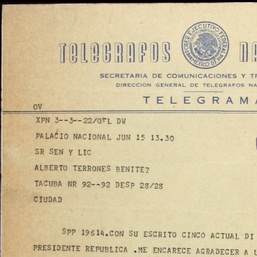 TELEGRAFOS NA
SECRETARIA DE COMUNICACIONES Y T
DIRECCION GENERAL DE TELEGRAFOS NA
TELEGRAMA
OV
XPN 3--3--22/OFL DW
PALACIO NACIONAL JUN 15 13.30
SR SEN Y LIC
ALBERTO TERRONES BENITE?
TACUBA NR 92--92 DESP 28/28
CIUDAD
SPP 19614.CON SU ESCRITO CINCO ACTUAL DI
PRESIDENTE REPUBLICA .ME ENCARECE AGRADECER A U